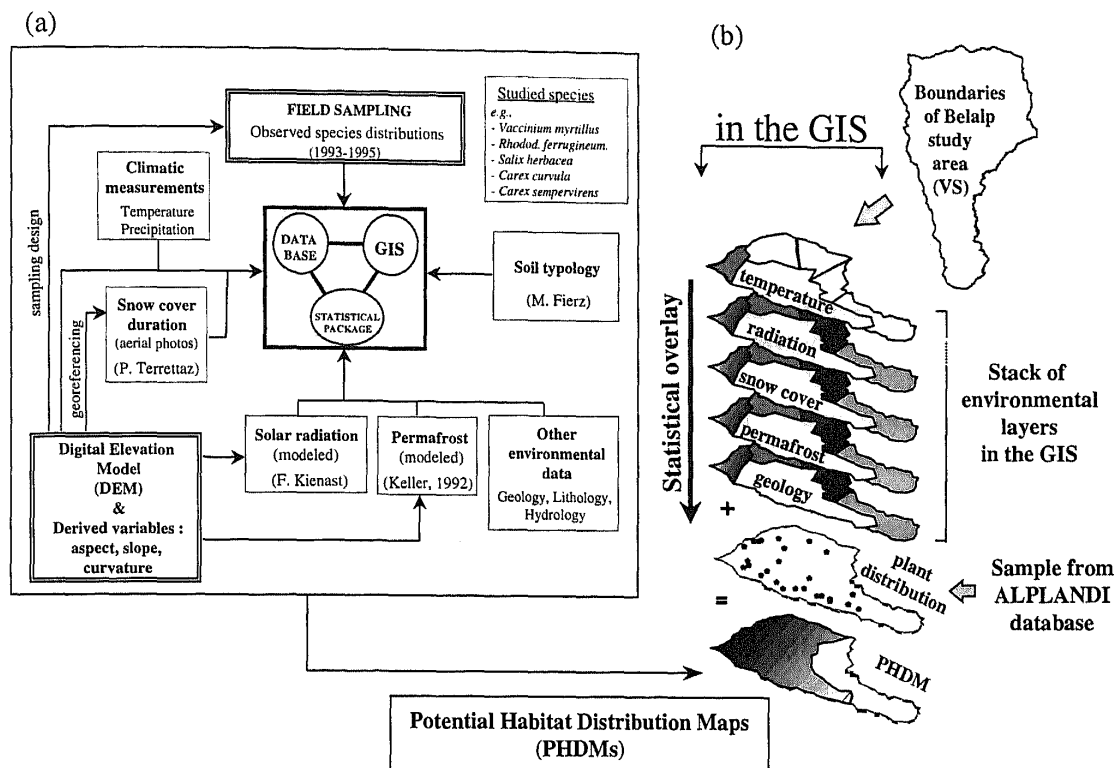 (a)
FIELD SAMPLING
Observed species distributions
(1993-1995)
Studied species
e.g.,
- Vaccinium myrtillus
- Rhodod. ferrugineum.
- Salix herbacea
- Carex curvula
- Carex sempervirens
sampling design
Climatic
measurements
Temperature
Precipitation
DATA
BASE
GIS
STATISTICAL
PACKAGE
Soil typology
(M. Fierz)
georeferencing
Snow cover
duration
(aerial photos)
(P. Terrettaz)
Digital Elevation
Model
(DEM)
&
Derived variables :
aspect, slope,
curvature
Solar radiation
(modeled)
(F. Kienast)
Permafrost
(modeled)
(Keller, 1992)
Other
environmental
data
Geology, Lithology,
Hydrology
Potential Habitat Distribution Maps
(PHDMs)
(b)
in the GIS
Boundaries
of Belalp
study
area
(VS)
Statistical overlay
temperature
radiation
snow cover
permafrost
geology
Stack of
environmental
layers
in the GIS
+
plant
distribution
Sample from
ALPLANDI
database
=
PHDM